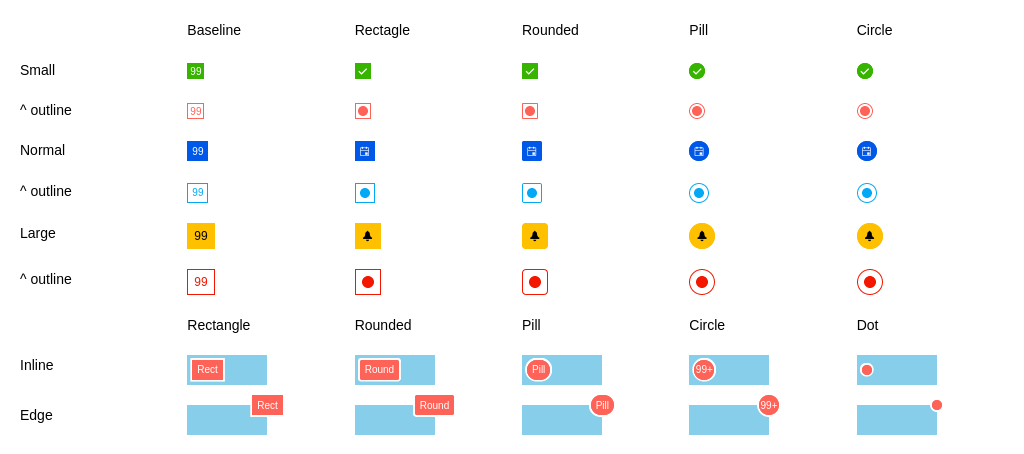 Baseline Rectagle Rounded Pill Circle
Small 99
^ outline 99
Normal 99
^ outline 99
Large 99
^ outline 99
Rectangle Rounded Pill Circle Dot
Inline Rect Round Pill 99+
Edge Rect Round Pill 99+